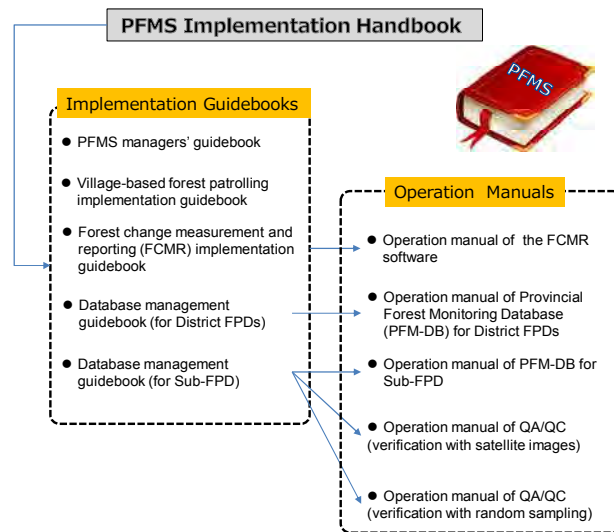 PFMS Implementation Handbook
PFMS
Implementation Guidebooks
● PFMS managers' guidebook
● Village-based forest patrolling
implementation guidebook
● Forest change measurement and
reporting (FCMR) implementation
guidebook
● Database management
guidebook (for District FPDs)
● Database management
guidebook (for Sub-FPD)
Operation Manuals
● Operation manual of the FCMR
software
● Operation manual of Provincial
Forest Monitoring Database
(PFM-DB) for District FPDs
● Operation manual of PFM-DB for
Sub-FPD
● Operation manual of QA/QC
(verification with satellite images)
● Operation manual of QA/QC
(verification with random sampling)